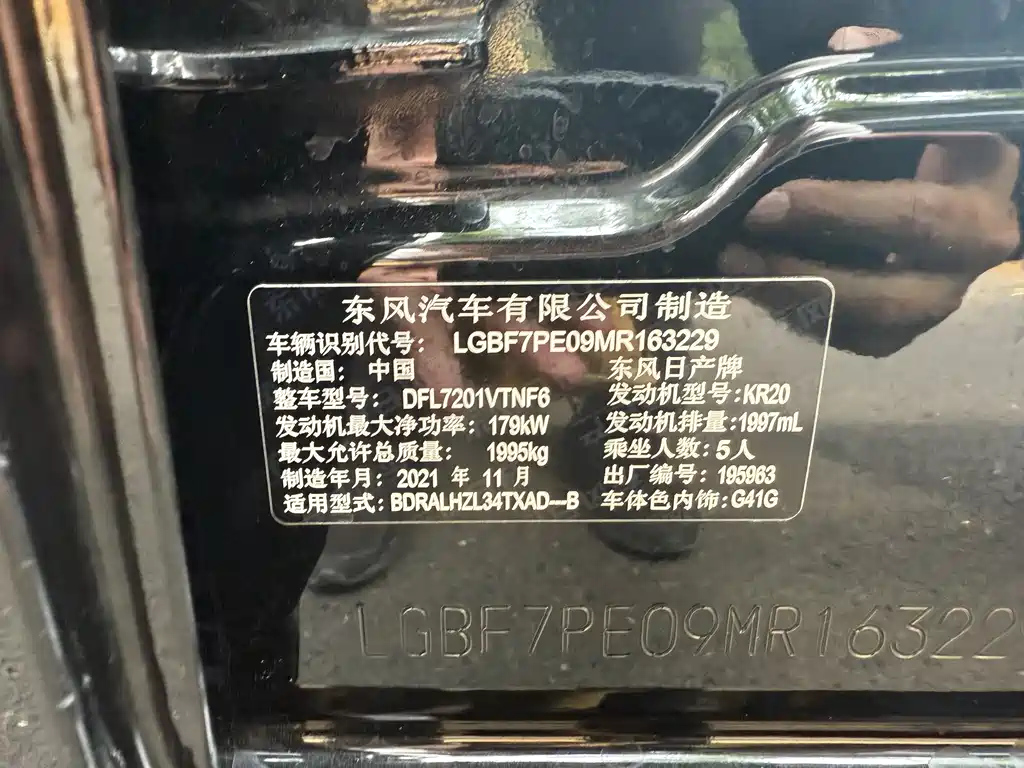 东风汽车有限公司制造
车辆识别代号： LGBF7PE09MR163229
制造国： 中国 东风日产牌
整车型号： DFL7201VTNF6 发动机型号:KR20
发动机最大净功率: 179kW 发动机排量:1997mL
最大允许总质量: 1995kg 乘坐人数: 5人
制造年月: 2021 年 11 月 出厂编号: 195963
适用型式: BDRALHZL34TXAD---B 车体色内饰:G41G
LGBF7PE09MR163229